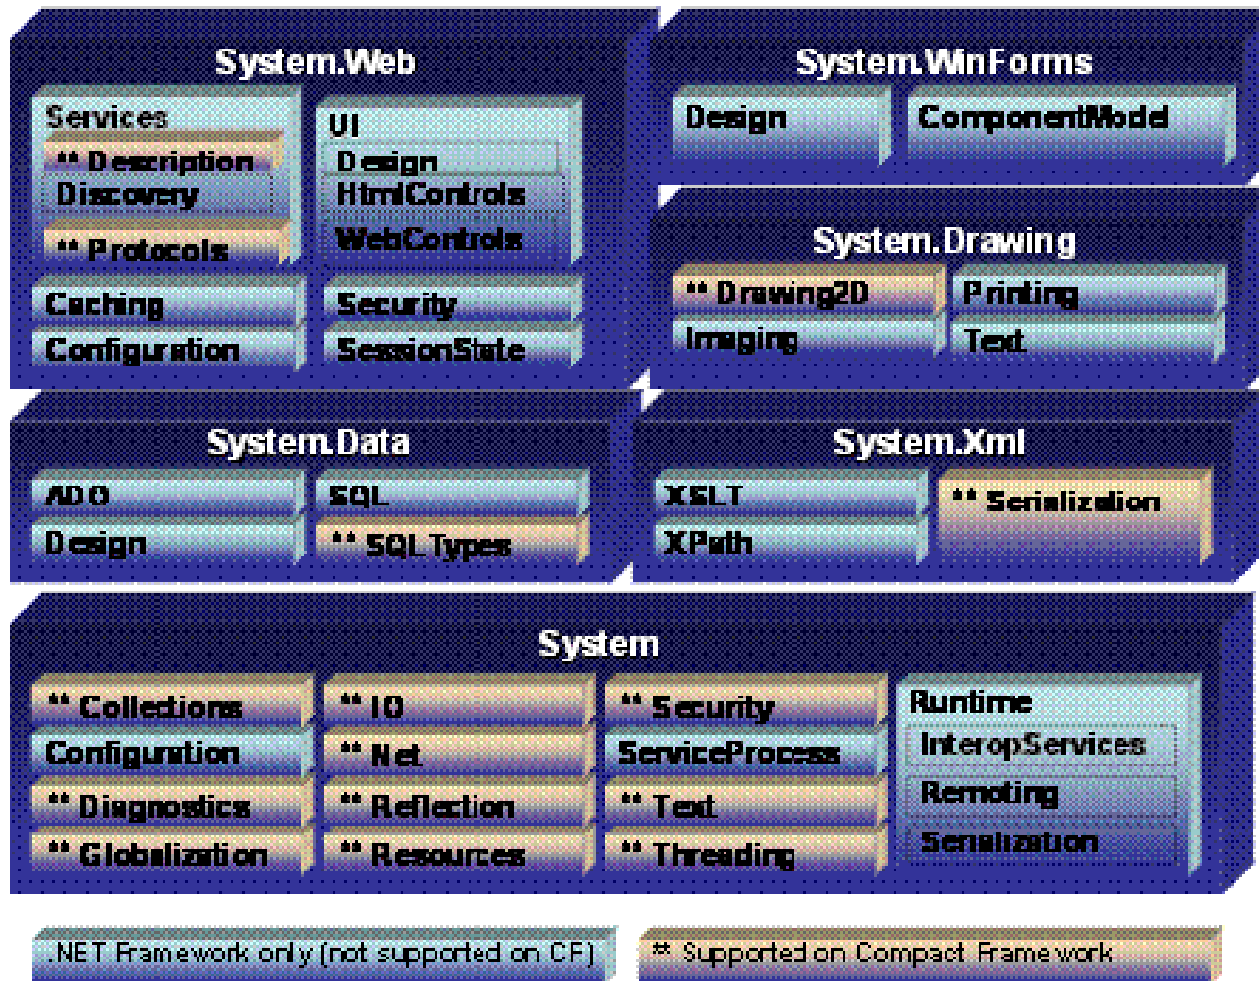 System.Web
Services
** Description
Discovery
** Protocols
UI
Design
HtmlControls
WebControls
Caching
Security
Configuration
SessionState
System.WinForms
Design
ComponentModel
System.Drawing
** Drawing2D
Printing
Imaging
Text
System.Data
ADO
SQL
Design
** SQLTypes
System.Xml
XSLT
** Serialization
XPath
System
** Collections
** IO
** Security
Configuration
** Net
ServiceProcess
** Diagnostics
** Reflection
** Text
** Globalization
** Resources
** Threading
Runtime
InteropServices
Remoting
Serialization
.NET Framework only (not supported on CF)
** Supported on Compact Framework